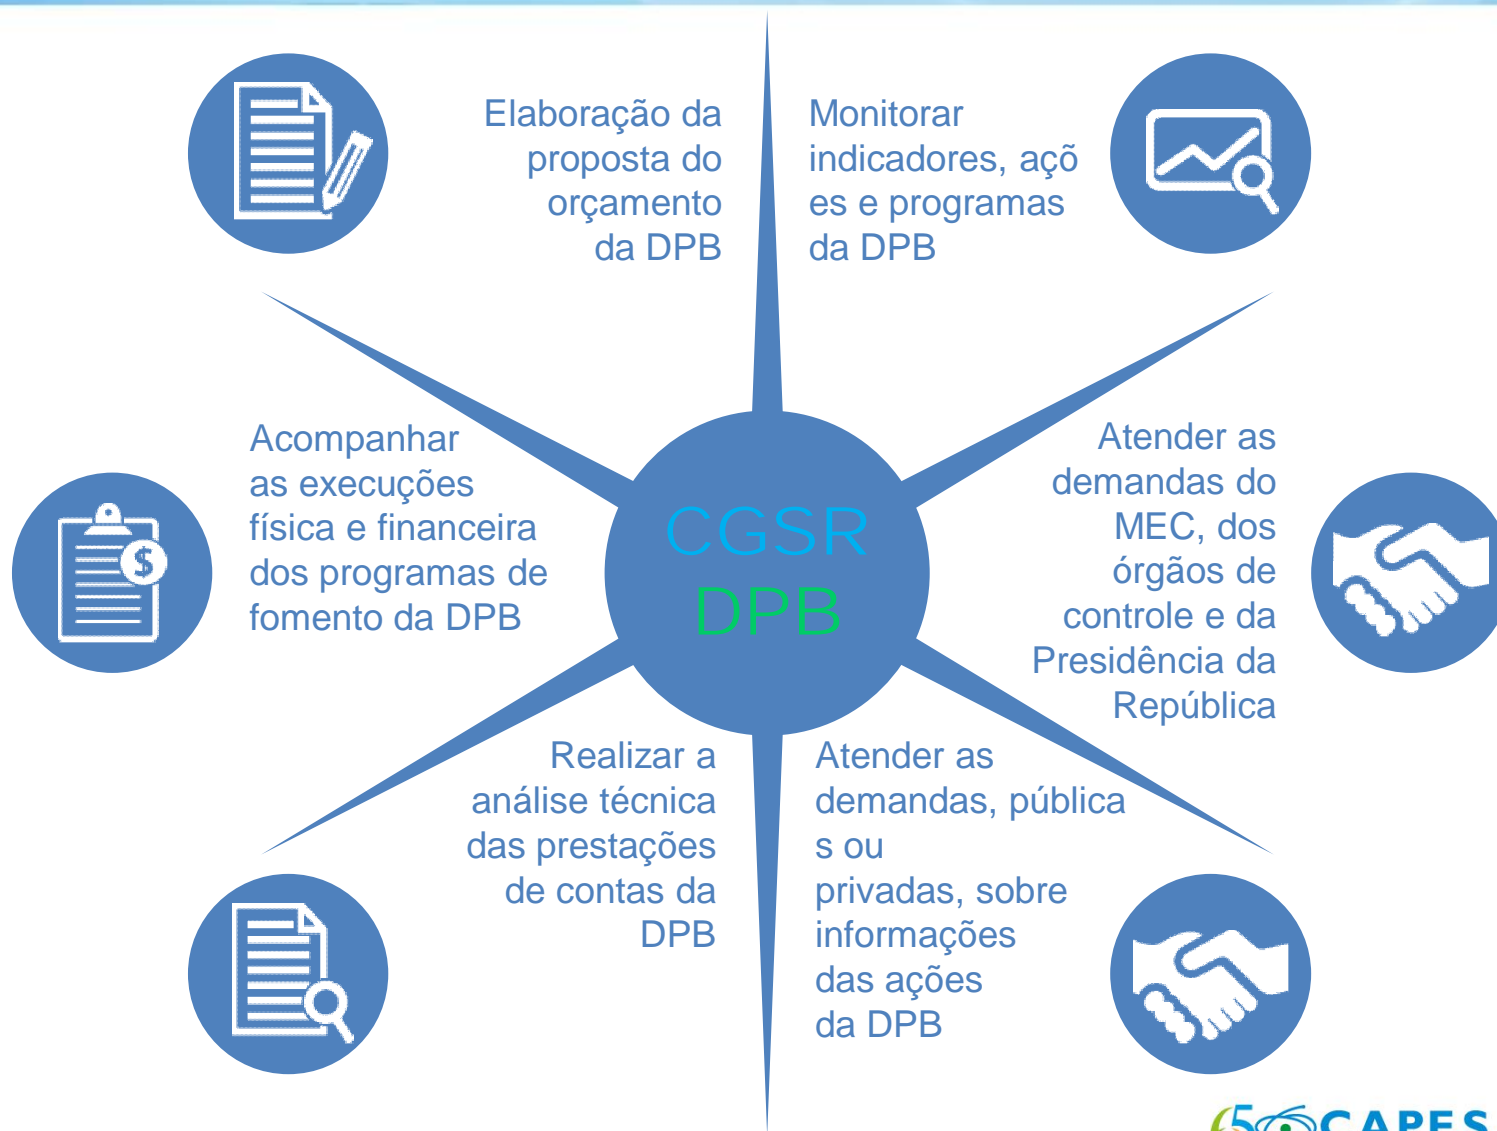 Elaboração da
proposta do
orçamento
da DPB
Monitorar
indicadores, açõ
es e programas
da DPB
Acompanhar
as execuções
física e financeira
dos programas de
fomento da DPB
$
CGSR
DPB
Atender as
demandas do
MEC, dos
órgãos de
controle e da
Presidência da
República
Realizar a
análise técnica
das prestações
de contas da
DPB
Atender as
demandas, pública
s ou
privadas, sobre
informações
das ações
da DPB
65 CAPES